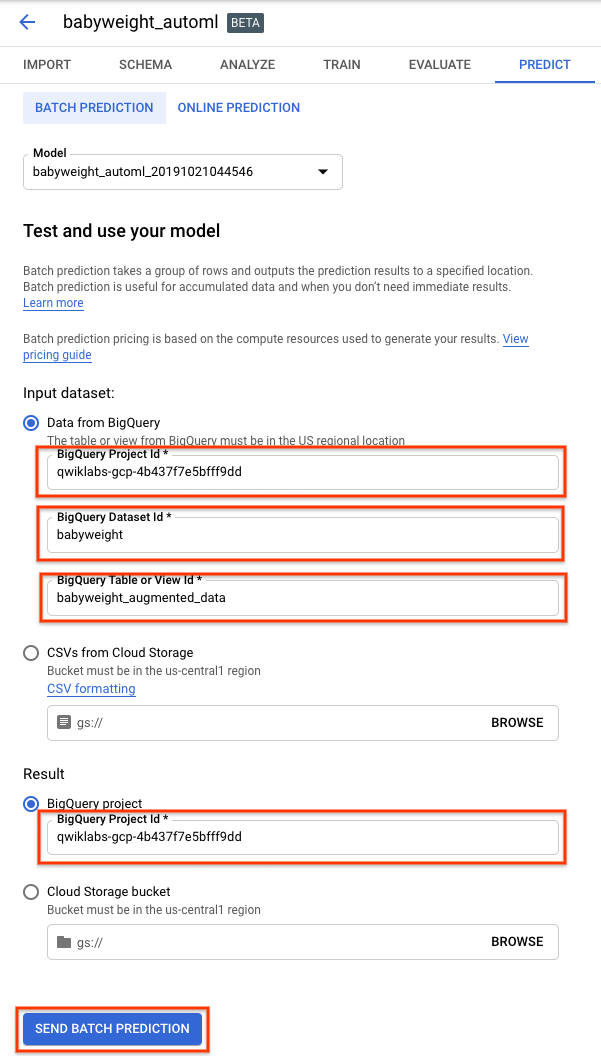 babyweight_automl BETA
IMPORT SCHEMA ANALYZE TRAIN EVALUATE PREDICT
BATCH PREDICTION ONLINE PREDICTION
Model
babyweight_automl_20191021044546
Test and use your model
Batch prediction takes a group of rows and outputs the prediction results to a specified location.
Batch prediction is useful for accumulated data and when you don't need immediate results.
Learn more
Batch prediction pricing is based on the compute resources used to generate your results. View
pricing guide
Input dataset:
Data from BigQuery
The table or view from BigQuery must be in the US regional location
BigQuery Project Id *
qwiklabs-gcp-4b437f7e5bfff9dd
BigQuery Dataset Id *
babyweight
BigQuery Table or View Id *
babyweight_augmented_data
CSVs from Cloud Storage
Bucket must be in the us-central1 region
CSV formatting
gs:// BROWSE
Result
BigQuery project
BigQuery Project Id *
qwiklabs-gcp-4b437f7e5bfff9dd
Cloud Storage bucket
Bucket must be in the us-central1 region
gs:// BROWSE
SEND BATCH PREDICTION